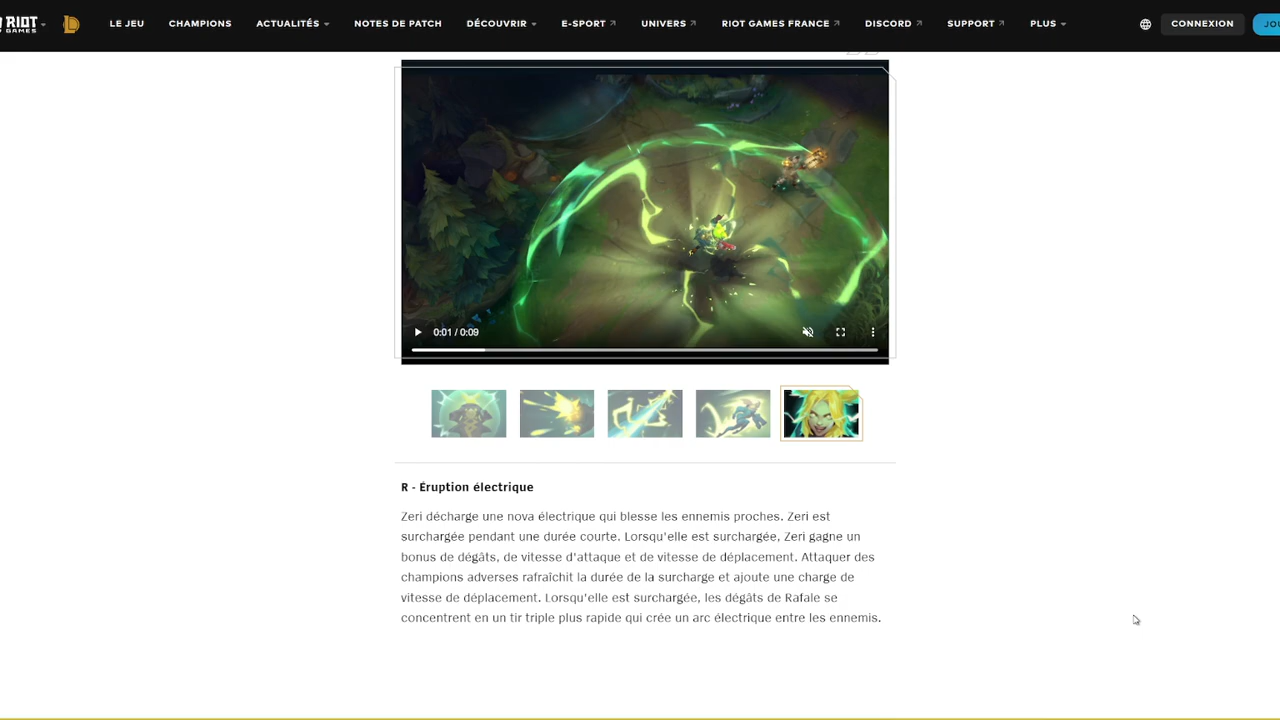 RIOT
GAMES
LE JEU
CHAMPIONS
ACTUALITÉS
NOTES DE PATCH
DÉCOUVRIR
E-SPORT
UNIVERS
RIOT GAMES FRANCE
DISCORD
SUPPORT
PLUS
CONNEXION
JOU
0:01 / 0:09
R - Éruption électrique
Zeri décharge une nova électrique qui blesse les ennemis proches. Zeri est
surchargée pendant une durée courte. Lorsqu'elle est surchargée, Zeri gagne un
bonus de dégâts, de vitesse d'attaque et de vitesse de déplacement. Attaquer des
champions adverses rafraîchit la durée de la surcharge et ajoute une charge de
vitesse de déplacement. Lorsqu'elle est surchargée, les dégâts de Rafale se
concentrent en un tir triple plus rapide qui crée un arc électrique entre les ennemis.